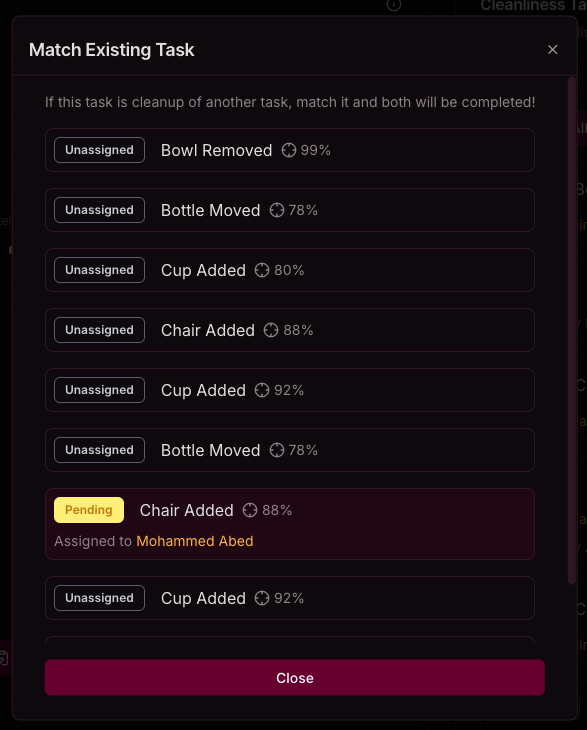 Cleanliness Ta
Match Existing Task
If this task is cleanup of another task, match it and both will be completed!
Unassigned Bowl Removed 99%
Unassigned Bottle Moved 78%
Unassigned Cup Added 80%
Unassigned Chair Added 88%
Unassigned Cup Added 92%
Unassigned Bottle Moved 78%
Pending Chair Added 88%
Assigned to Mohammed Abed
Unassigned Cup Added 92%
Close